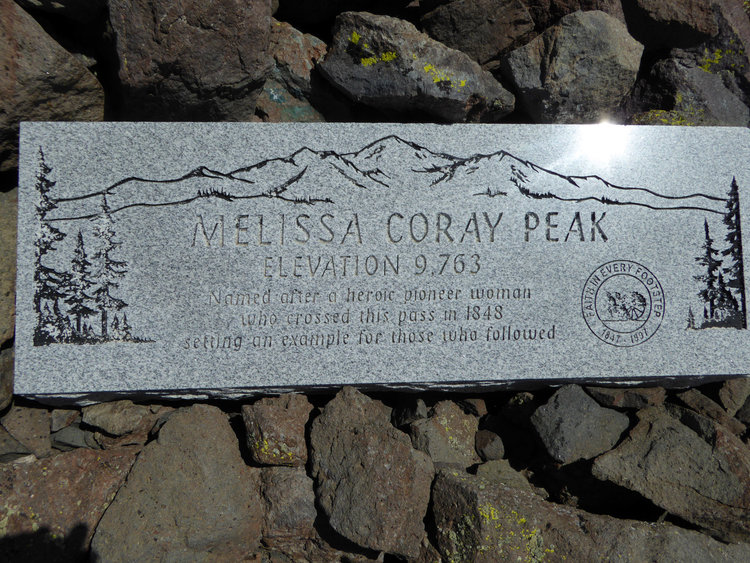 MELISSA CORAY PEAK
ELEVATION 9,763
Named after a heroic pioneer woman
who crossed this pass in 1848
setting an example for those who followed
FAITH IN EVERY FOOTSTEP
1847 - 1997